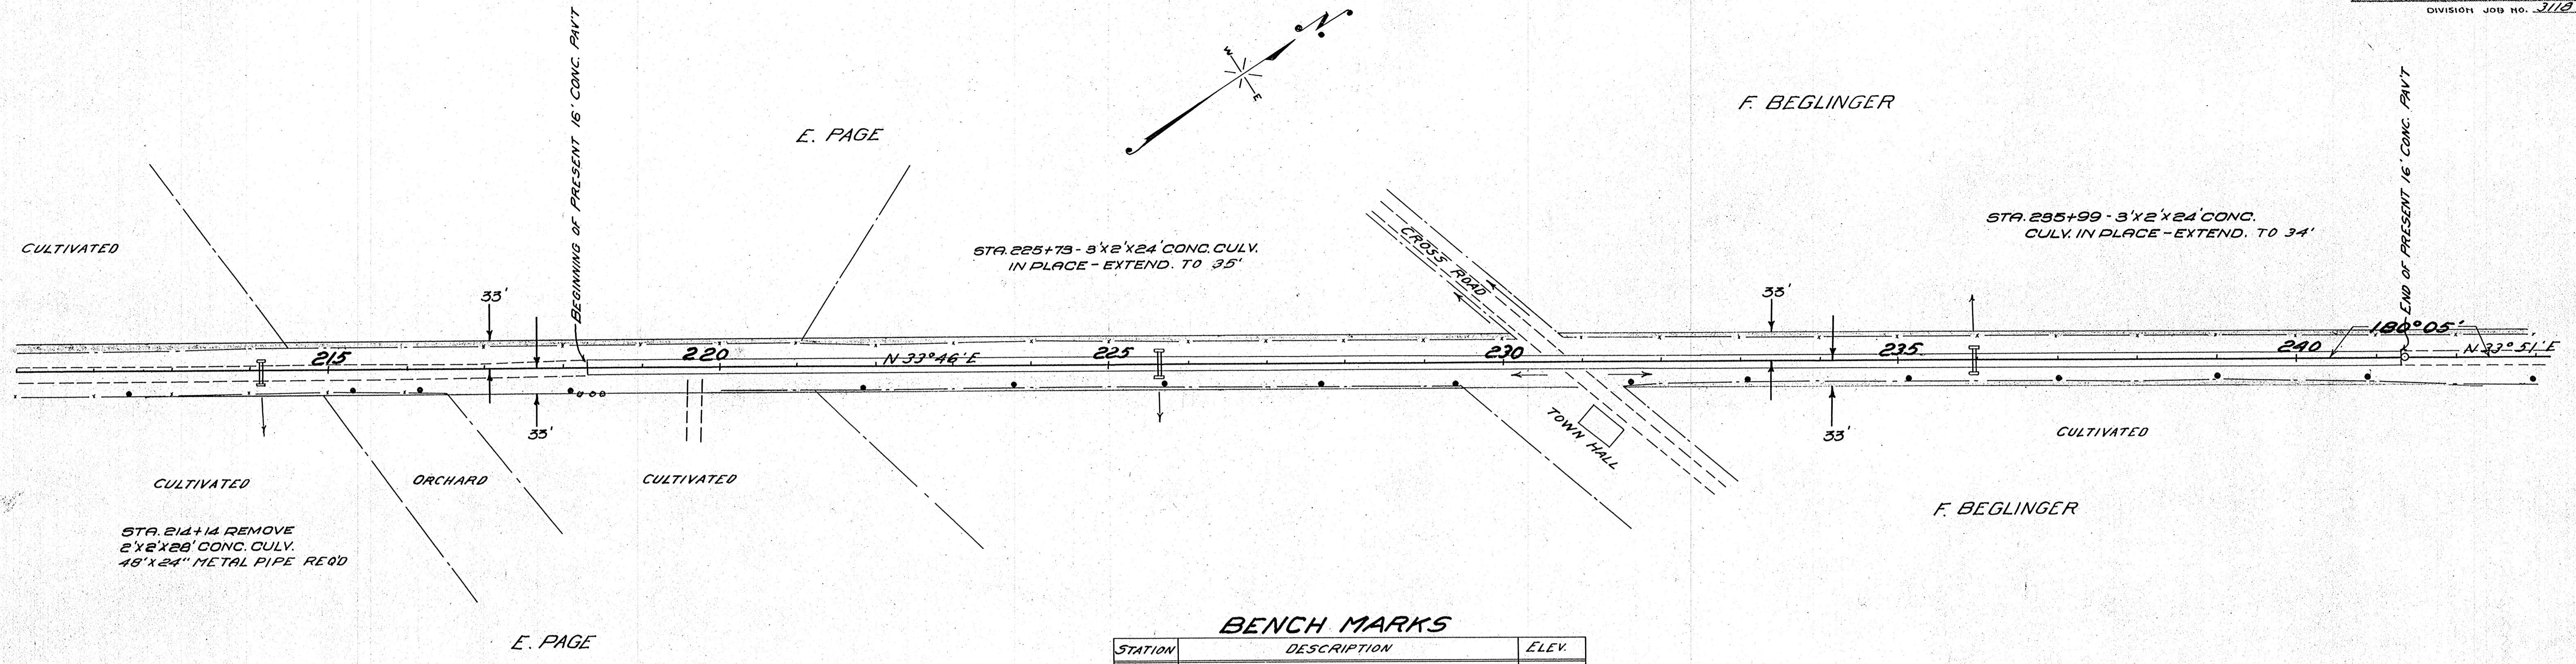 DIVISION JOB NO. 3118
BEGINNING OF PRESENT 16' CONC. PAV'T
N.
W
E
E. PAGE
F. BEGLINGER
END OF PRESENT 16' CONC. PAV'T
CULTIVATED
STA. 225+73 - 3'X2'X24' CONC. CULV.
IN PLACE - EXTEND. TO 35'
CROSS ROAD
STA. 235+99 - 3'X2'X24' CONC.
CULV. IN PLACE - EXTEND. TO 34'
33'
33'
180°05'
215
220
N 33°46' E
225
230
235
240
N 33°51' E
33'
33'
TOWN HALL
CULTIVATED
CULTIVATED
ORCHARD
CULTIVATED
STA. 214+14 REMOVE
2'X2'X28' CONC. CULV.
48'X24" METAL PIPE REQ'D
F. BEGLINGER
E. PAGE
BENCH MARKS
STATION DESCRIPTION ELEV.